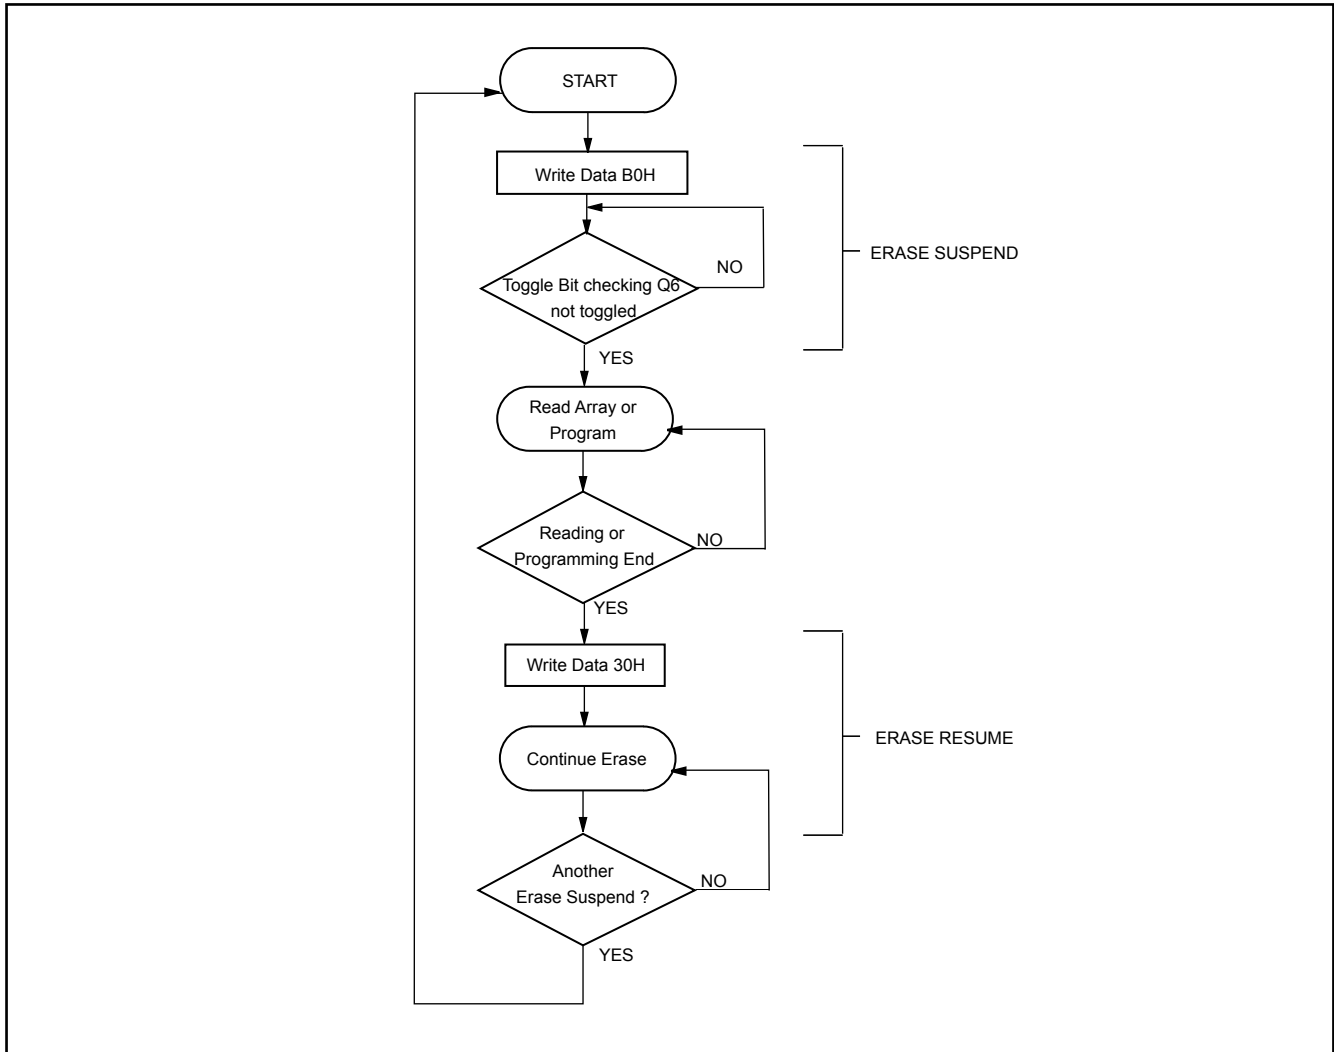 START
Write Data B0H
ERASE SUSPEND
NO
Toggle Bit checking Q6
not toggled
YES
Read Array or
Program
Reading or
Programming End
NO
YES
Write Data 30H
ERASE RESUME
Continue Erase
Another
Erase Suspend ?
NO
YES